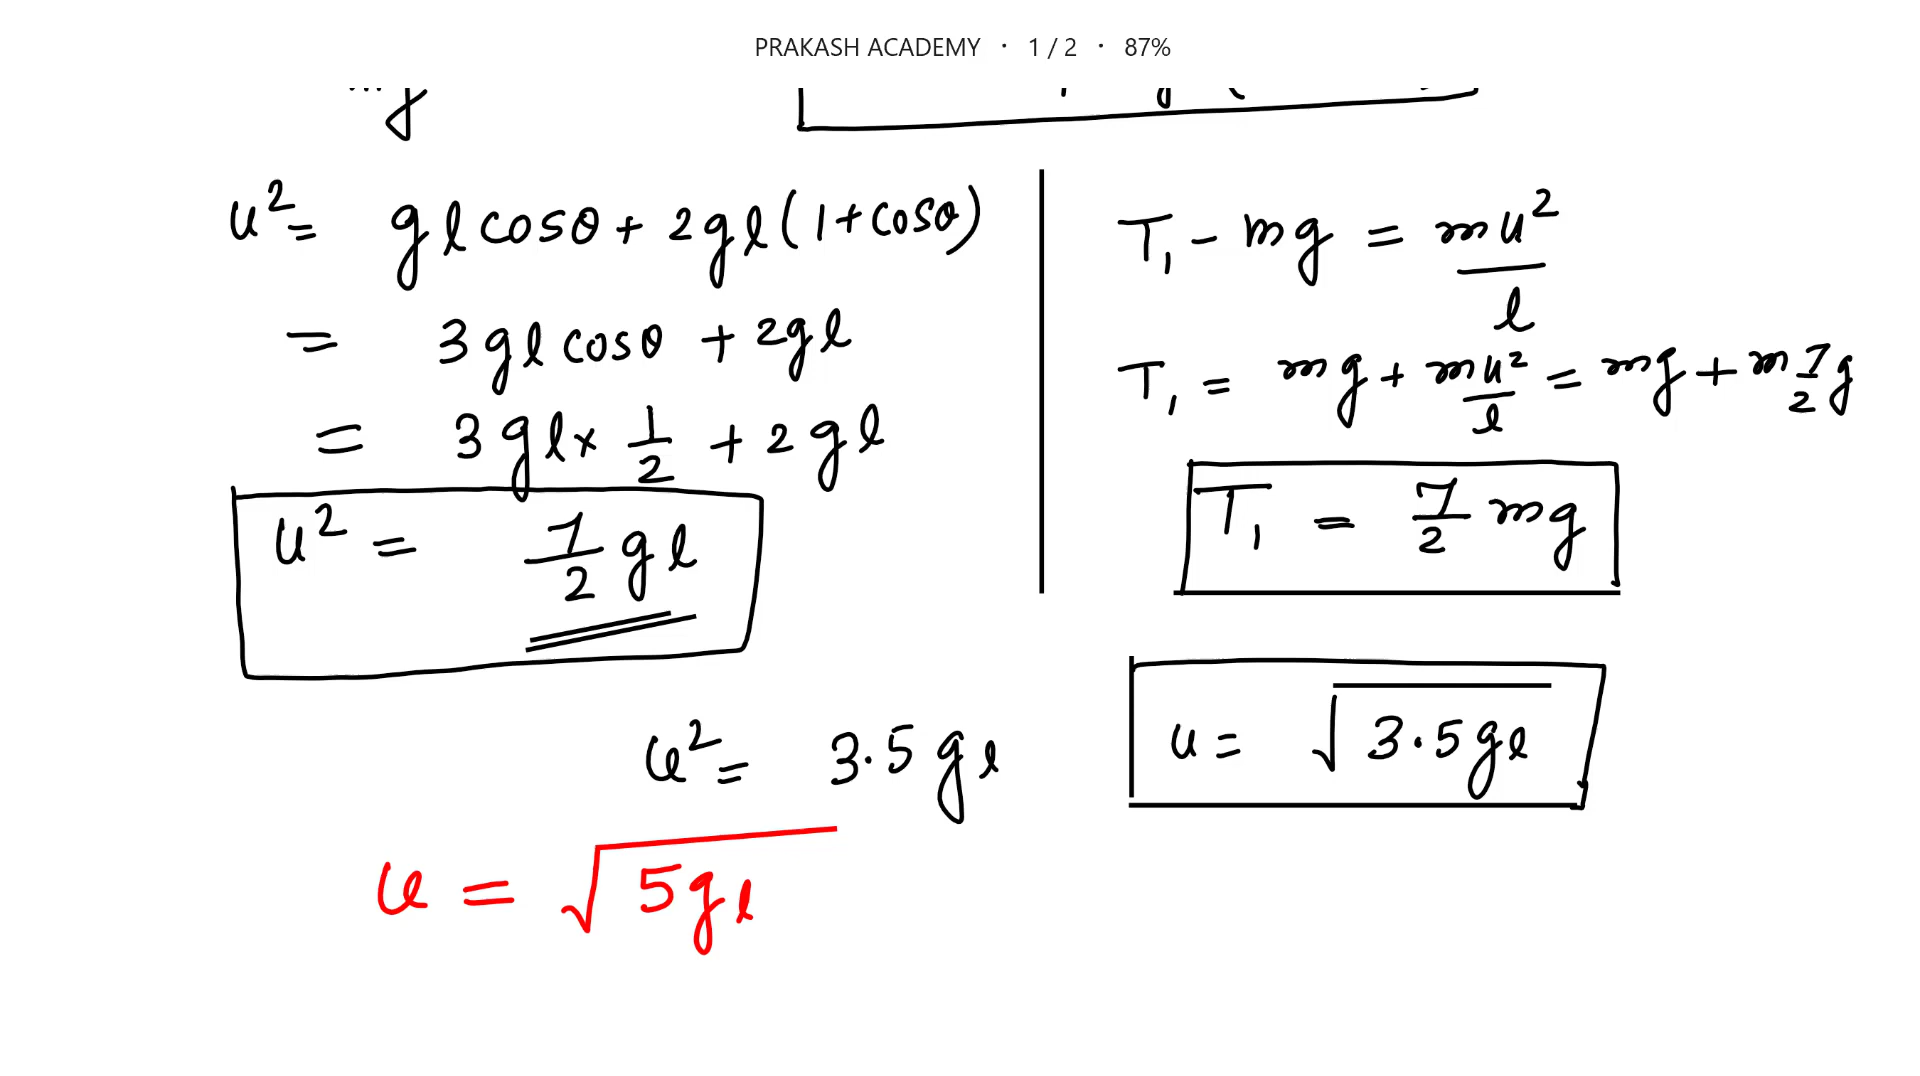 PRAKASH ACADEMY · 1 / 2 · 87%
mg
u² = gl cosθ + 2gl(1+cosθ)
= 3gl cosθ + 2gl
= 3gl × 1/2 + 2gl
u² = 7/2 gl
T₁ - mg = mu²/l
T₁ = mg + mu²/l = mg + m 7/2 g
T₁ = 7/2 mg
u² = 3.5gl
u = √3.5gl
u = √5gl